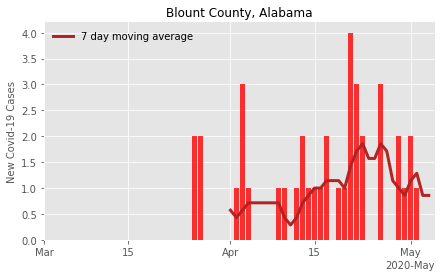 Blount County, Alabama
7 day moving average
New Covid-19 Cases
4.0
3.5
3.0
2.5
2.0
1.5
1.0
0.5
0.0
Mar 15 Apr 15 May
2020-May